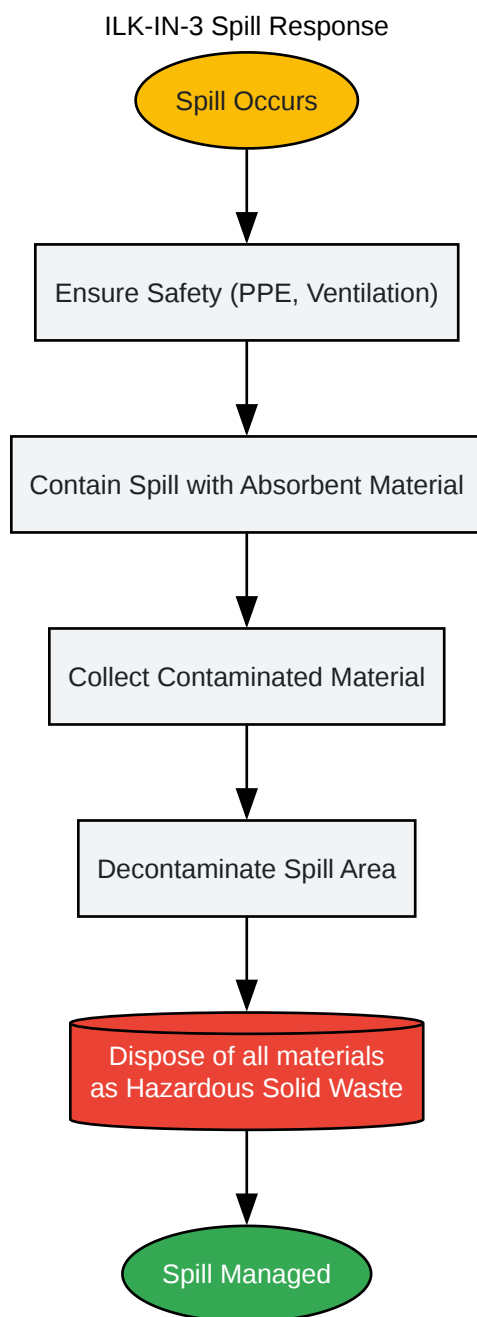 ILK-IN-3 Spill Response
Spill Occurs
Ensure Safety (PPE, Ventilation)
Contain Spill with Absorbent Material
Collect Contaminated Material
Decontaminate Spill Area
Dispose of all materials
as Hazardous Solid Waste
Spill Managed